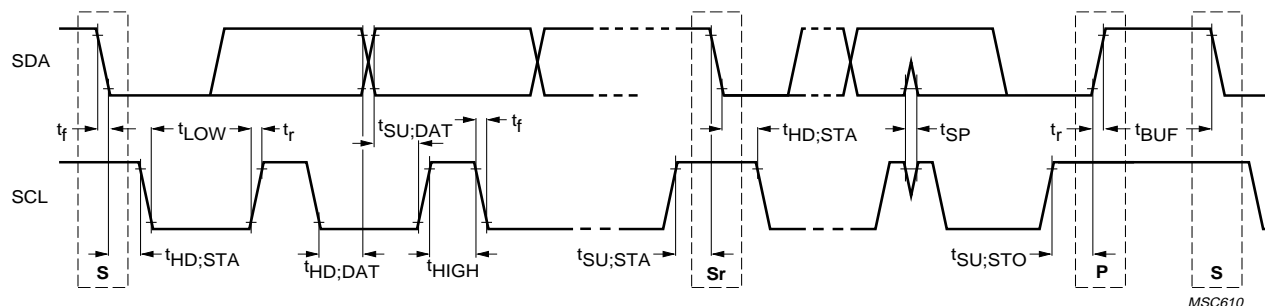 SDA
t_f
t_LOW
t_r
t_SU;DAT
t_f
t_HD;STA
t_SP
t_r
t_BUF
SCL
t_HD;STA
t_HD;DAT
t_HIGH
t_SU;STA
t_SU;STO
S
Sr
P
S
MSC610